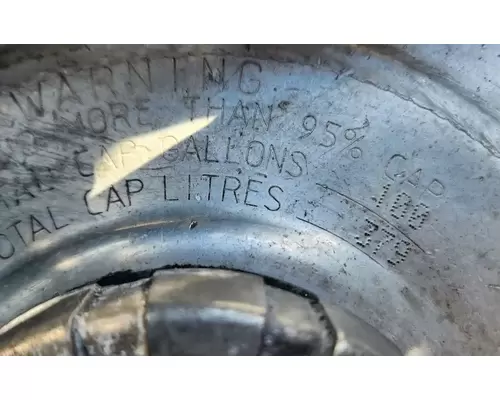 WARNING
MORE THAN 95% CAP
CAP GALLONS 100
TOTAL CAP LITRES 379